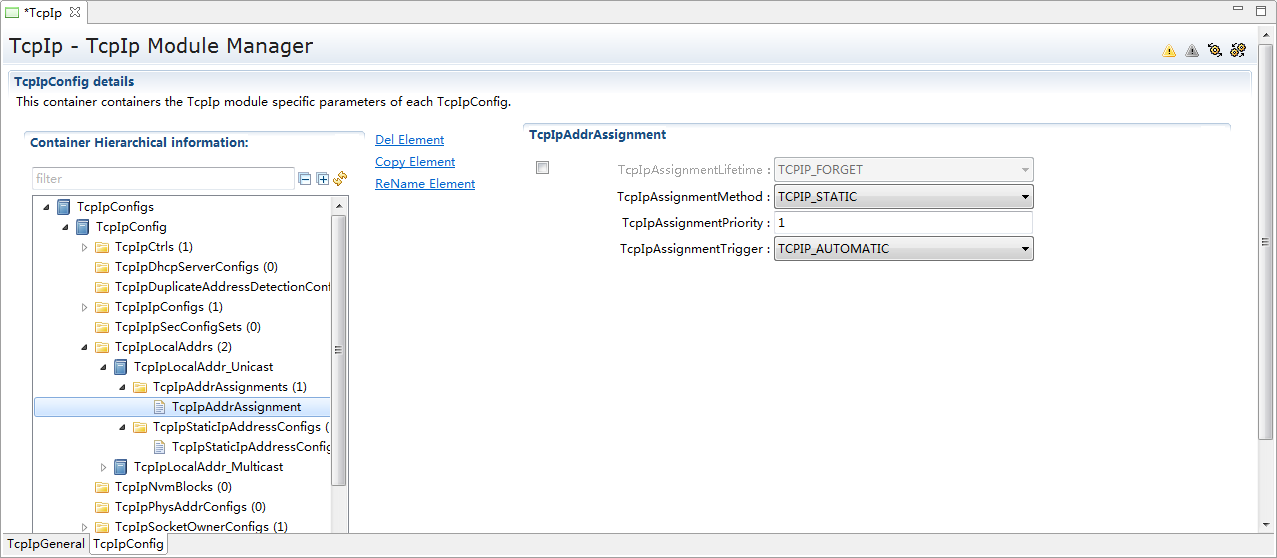 *TcpIp
TcpIp - TcpIp Module Manager
TcpIpConfig details
This container containers the TcpIp module specific parameters of each TcpIpConfig.
Container Hierarchical information:
filter
TcpIpConfigs
TcpIpConfig
TcpIpCtrls (1)
TcpIpDhcpServerConfigs (0)
TcpIpDuplicateAddressDetectionConf
TcpIpIpConfigs (1)
TcpIpIpSecConfigSets (0)
TcpIpLocalAddrs (2)
TcpIpLocalAddr_Unicast
TcpIpAddrAssignments (1)
TcpIpAddrAssignment
TcpIpStaticIpAddressConfigs (
TcpIpStaticIpAddressConfig
TcpIpLocalAddr_Multicast
TcpIpNvmBlocks (0)
TcpIpPhysAddrConfigs (0)
TcpIpSocketOwnerConfigs (1)
Del Element
Copy Element
ReName Element
TcpIpAddrAssignment
TcpIpAssignmentLifetime : TCPIP_FORGET
TcpIpAssignmentMethod : TCPIP_STATIC
TcpIpAssignmentPriority : 1
TcpIpAssignmentTrigger : TCPIP_AUTOMATIC
TcpIpGeneral TcpIpConfig